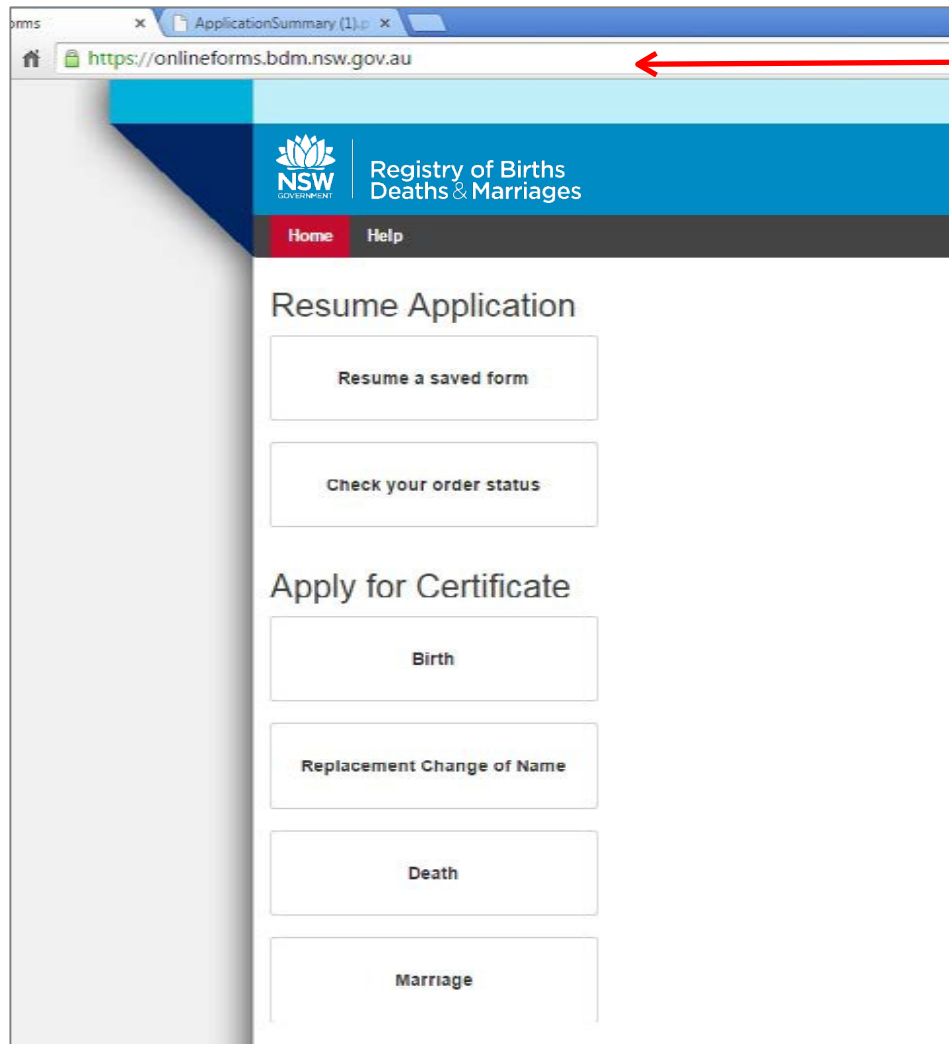 orms
ApplicationSummary (1).p
https://onlineforms.bdm.nsw.gov.au
NSW
GOVERNMENT
Registry of Births
Deaths & Marriages
Home Help
Resume Application
Resume a saved form
Check your order status
Apply for Certificate
Birth
Replacement Change of Name
Death
Marriage